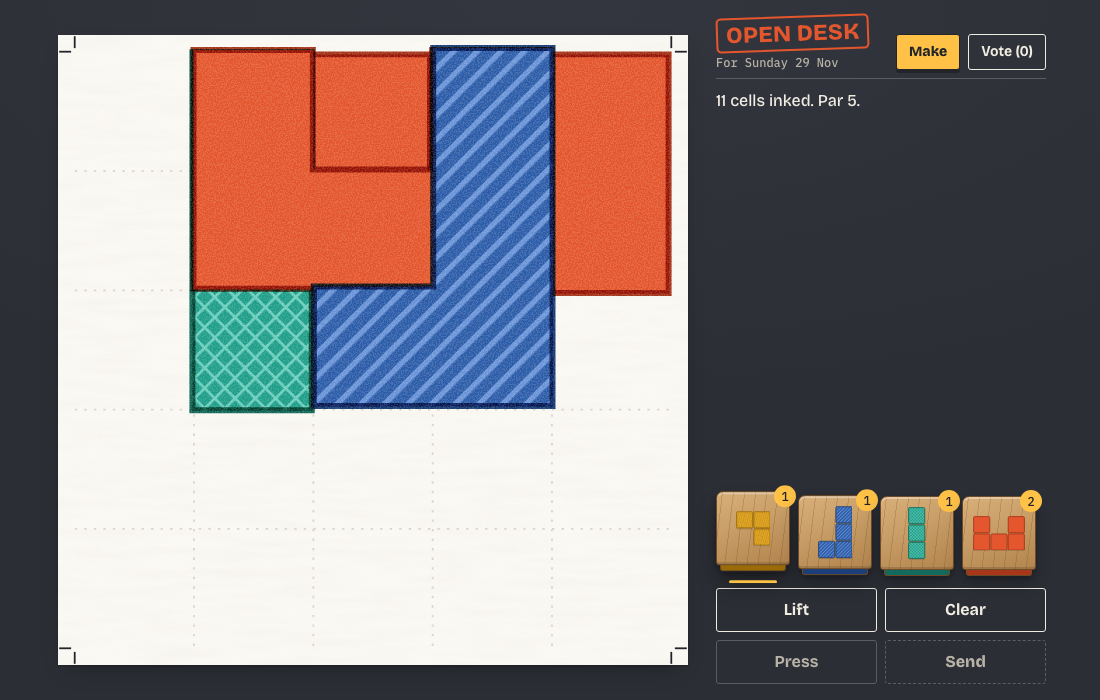 OPEN DESK
For Sunday 29 Nov
Make
Vote (0)
11 cells inked. Par 5.
1
1
1
2
Lift
Clear
Press
Send